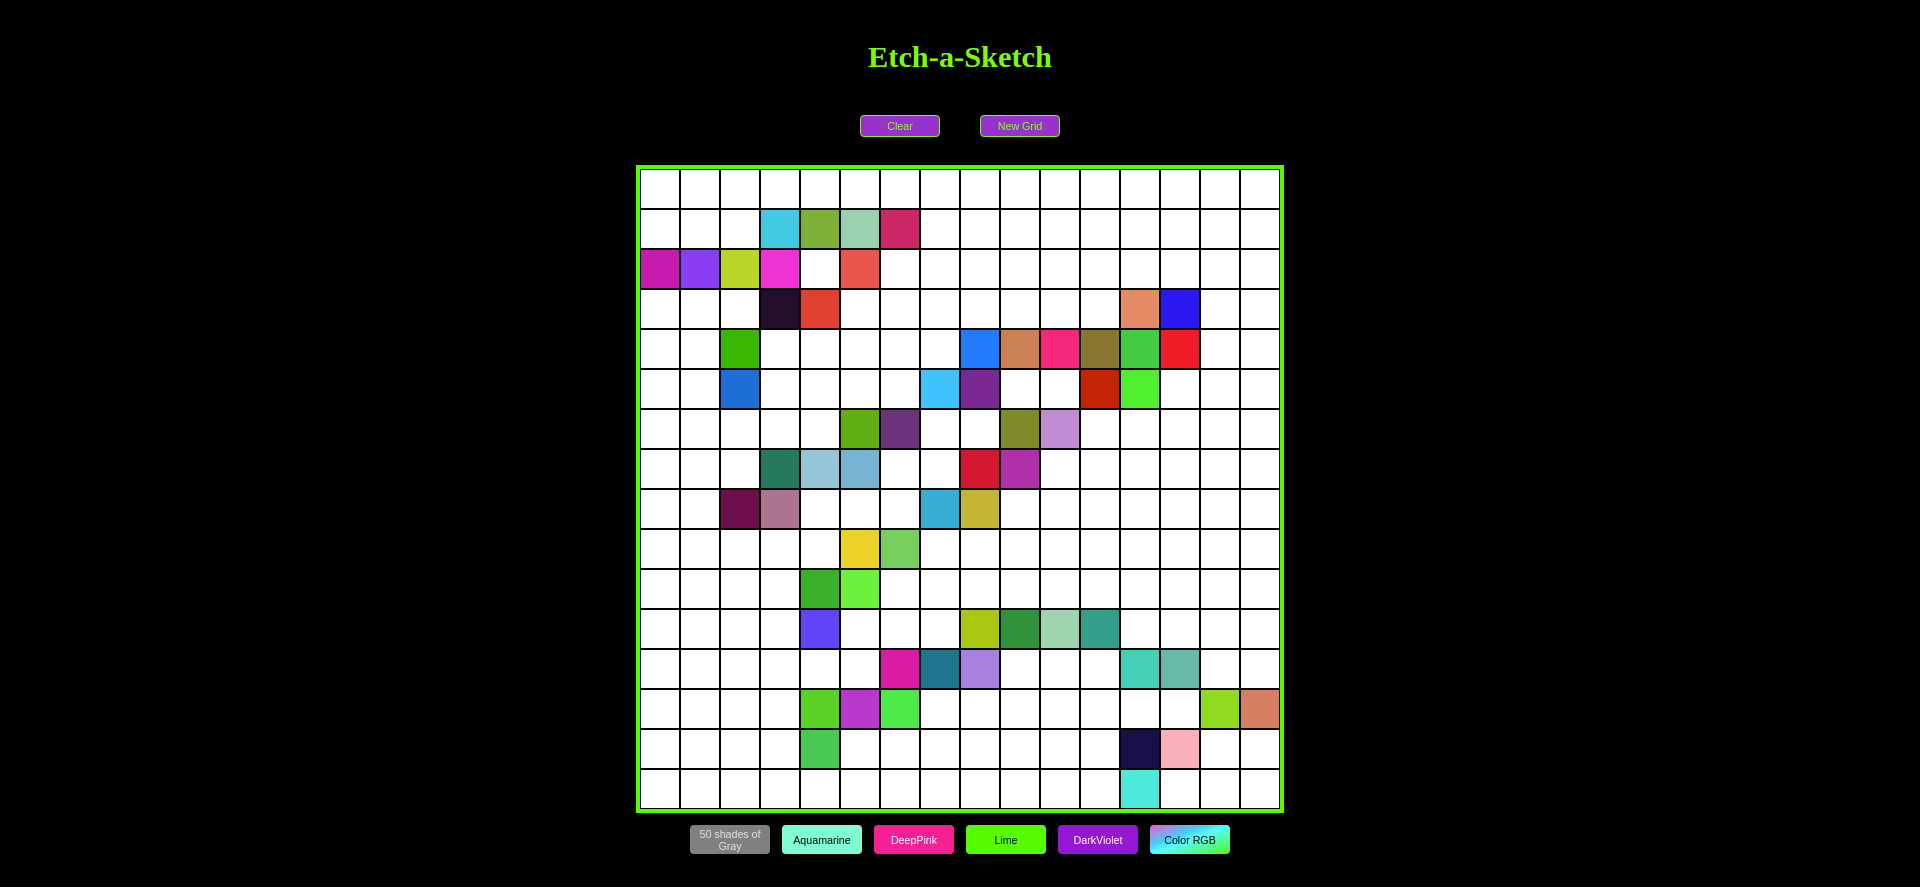 Etch-a-Sketch
Clear
New Grid
50 shades of
Gray
Aquamarine
DeepPink
Lime
DarkViolet
Color RGB